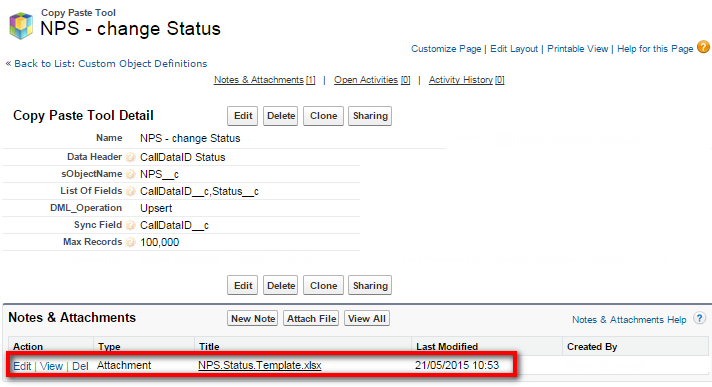 Copy Paste Tool
NPS - change Status
Customize Page | Edit Layout | Printable View | Help for this Page ?
« Back to List: Custom Object Definitions
Notes & Attachments [1] | Open Activities [0] | Activity History [0]
Copy Paste Tool Detail Edit Delete Clone Sharing
Name NPS - change Status
Data Header CallDataID Status
sObjectName NPS__c
List Of Fields CallDataID__c,Status__c
DML_Operation Upsert
Sync Field CallDataID__c
Max Records 100,000
Edit Delete Clone Sharing
Notes & Attachments New Note Attach File View All Notes & Attachments Help ?
Action Type Title Last Modified Created By
Edit | View | Del Attachment NPS.Status.Template.xlsx 21/05/2015 10:53